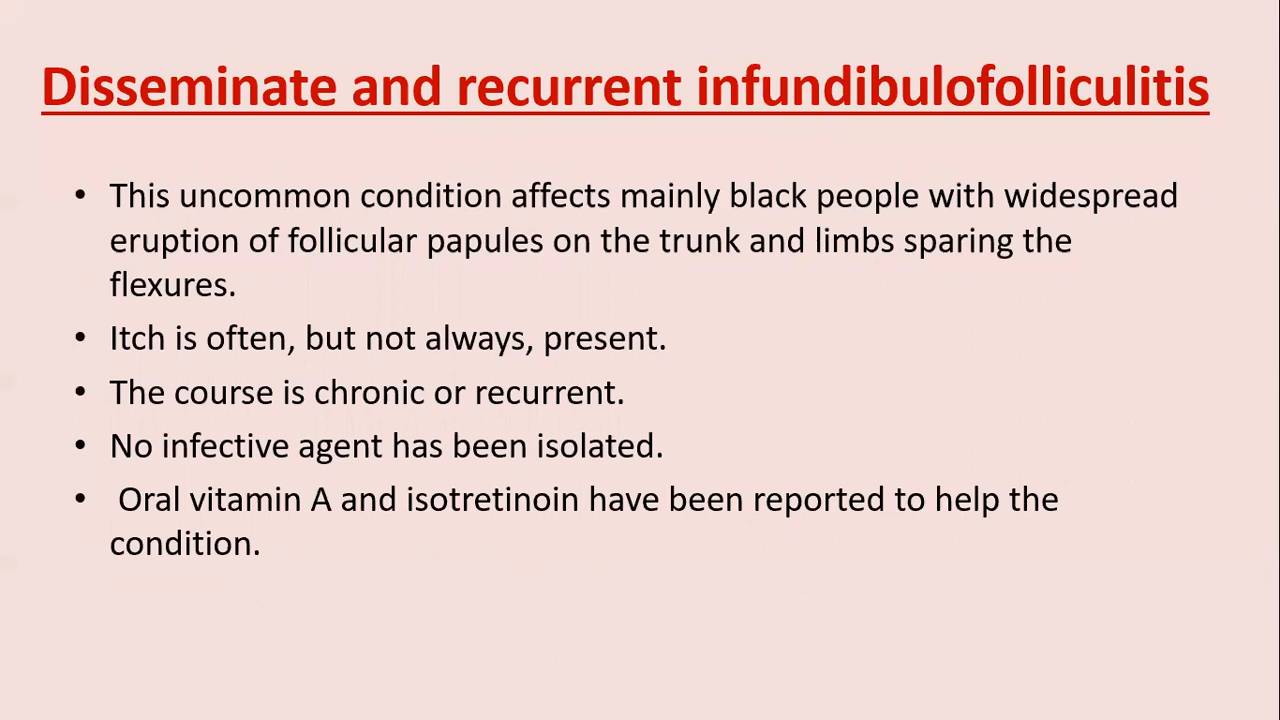 Disseminate and recurrent infundibulofolliculitis
• This uncommon condition affects mainly black people with widespread
eruption of follicular papules on the trunk and limbs sparing the
flexures.
• Itch is often, but not always, present.
• The course is chronic or recurrent.
• No infective agent has been isolated.
• Oral vitamin A and isotretinoin have been reported to help the
condition.